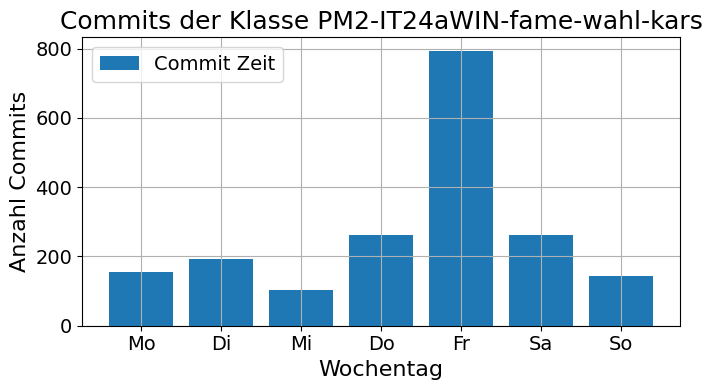 Commits der Klasse PM2-IT24aWIN-fame-wahl-kars
Commit Zeit
Anzahl Commits
800
600
400
200
0
Mo Di Mi Do Fr Sa So
Wochentag